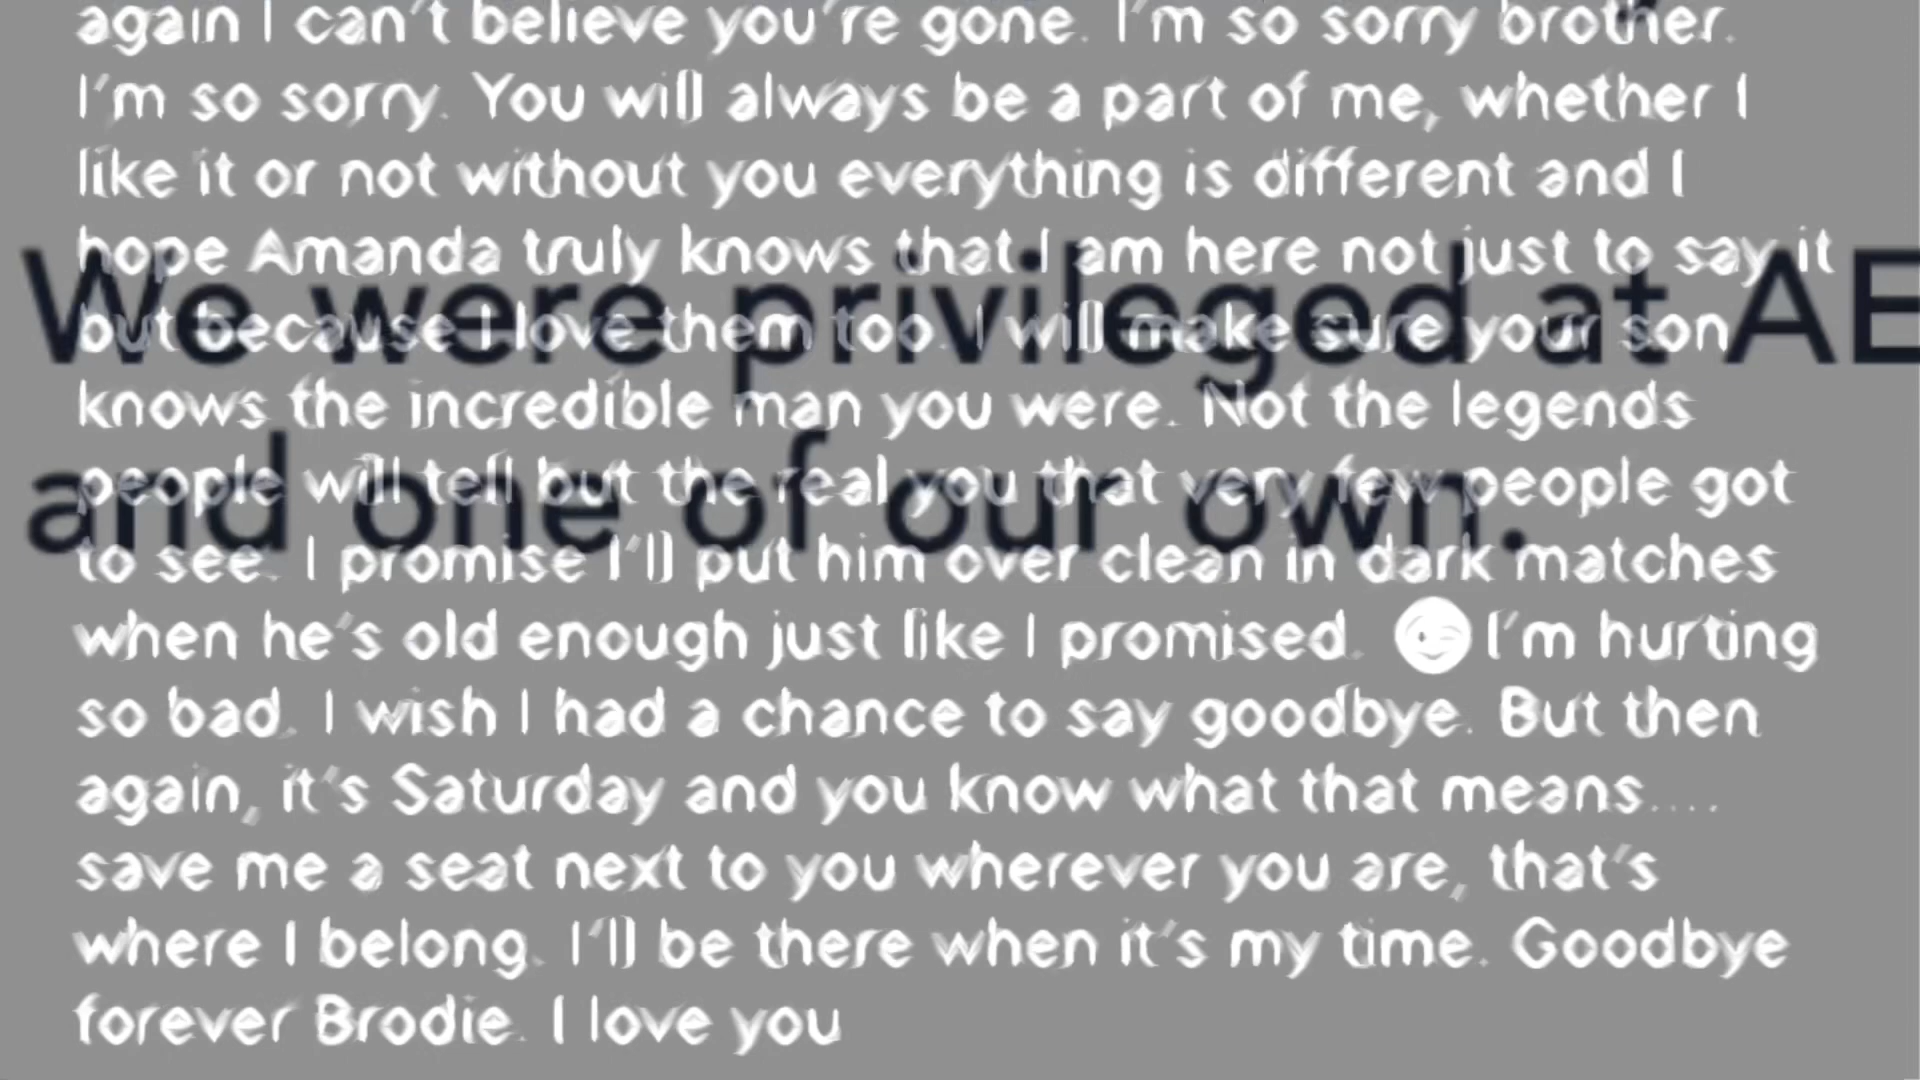 again I can't believe you're gone. I'm so sorry brother.
I'm so sorry. You will always be a part of me, whether I
like it or not without you everything is different and I
hope Amanda truly knows that I am here not just to say it
but because I love them too. I will make sure your son
knows the incredible man you were. Not the legends
people will tell but the real you that very few people got
to see. I promise I'll put him over clean in dark matches
when he's old enough just like I promised. 😉 I'm hurting
so bad. I wish I had a chance to say goodbye. But then
again, it's Saturday and you know what that means....
save me a seat next to you wherever you are, that's
where I belong. I'll be there when it's my time. Goodbye
forever Brodie. I love you
We were privileged at AE
and one of our own.